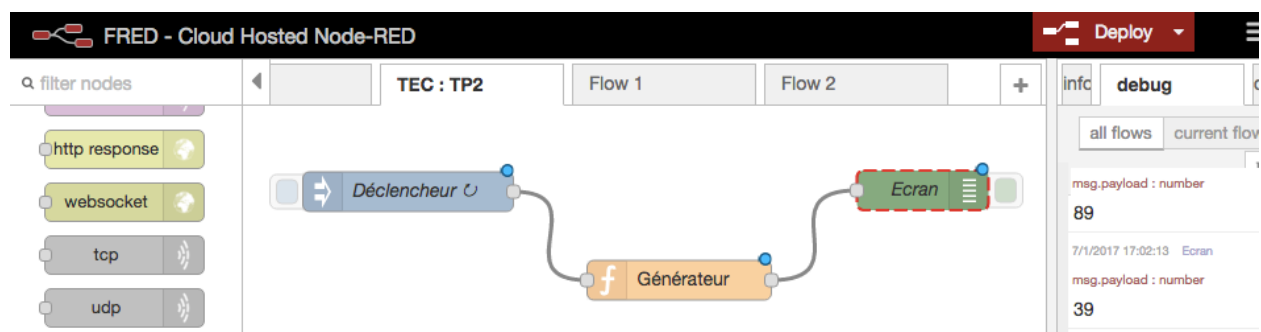 FRED - Cloud Hosted Node-RED
Deploy
filter nodes
TEC : TP2
Flow 1
Flow 2
+
info
debug
all flows
current flow
http response
websocket
tcp
udp
Déclencheur ↻
Ecran
f
Générateur
msg.payload : number
89
7/1/2017 17:02:13 Ecran
msg.payload : number
39